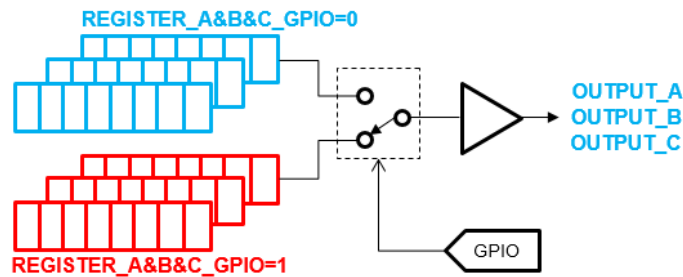 REGISTER_A&B&C_GPIO=0
OUTPUT_A
OUTPUT_B
OUTPUT_C
GPIO
REGISTER_A&B&C_GPIO=1